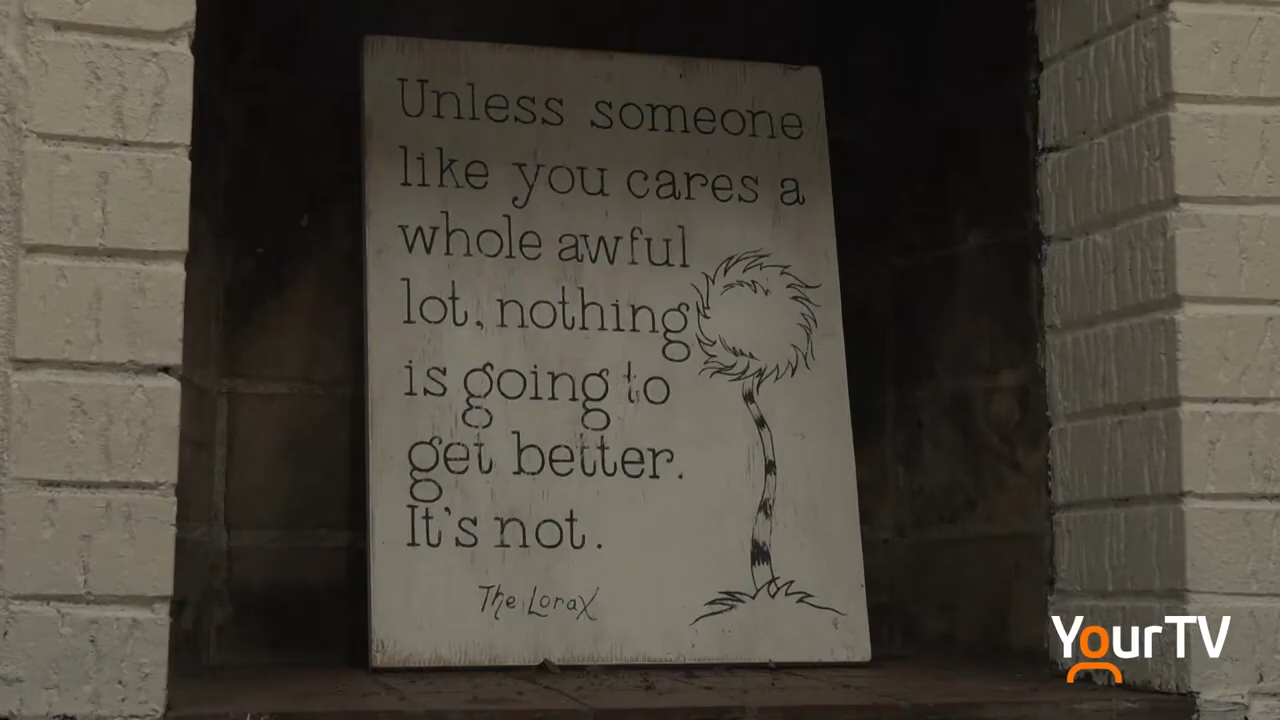 Unless someone
like you cares a
whole awful
lot, nothing
is going to
get better.
It's not.
The Lorax
YourTV